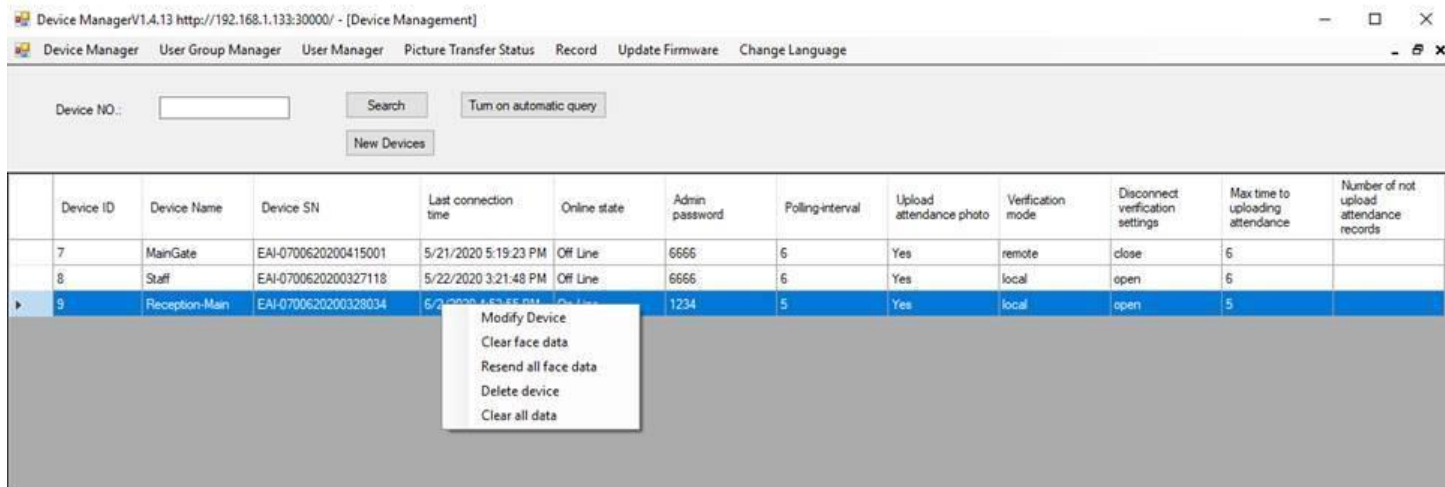 Device ManagerV1.4.13 http://192.168.1.133:30000/ - [Device Management]
Device Manager User Group Manager User Manager Picture Transfer Status Record Update Firmware Change Language
Device NO.: Search Turn on automatic query
New Devices
Device ID Device Name Device SN Last connection time Online state Admin password Polling-interval Upload attendance photo Verification mode Disconnect verification settings Max time to uploading attendance Number of not upload attendance records
7 MainGate EAI-0700620200415001 5/21/2020 5:19:23 PM Off Line 6666 6 Yes remote close 6
8 Staff EAI-0700620200327118 5/22/2020 3:21:48 PM Off Line 6666 6 Yes local open 6
9 Reception-Main EAI-0700620200328034 1234 5 Yes local open 5
Modify Device
Clear face data
Resend all face data
Delete device
Clear all data